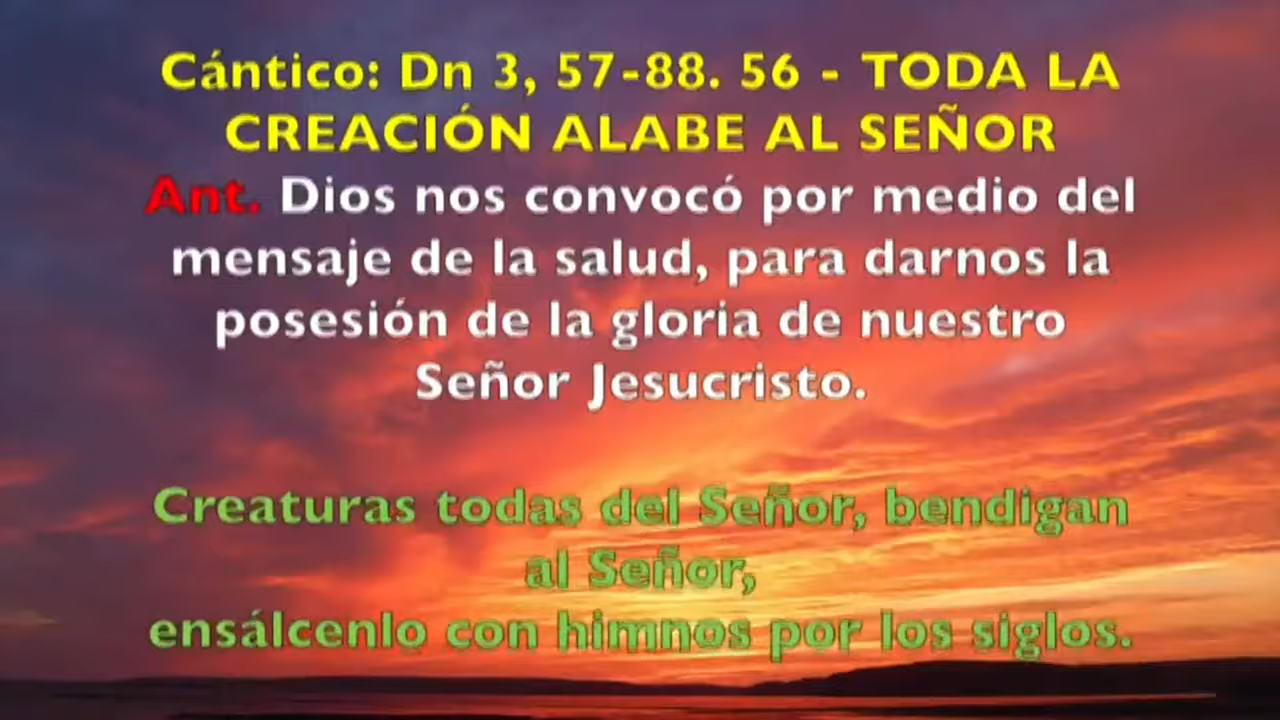 Cántico: Dn 3, 57-88. 56 - TODA LA
CREACIÓN ALABE AL SEÑOR
Ant. Dios nos convocó por medio del
mensaje de la salud, para darnos la
posesión de la gloria de nuestro
Señor Jesucristo.
Creaturas todas del Señor, bendigan
al Señor,
ensálcenlo con himnos por los siglos.